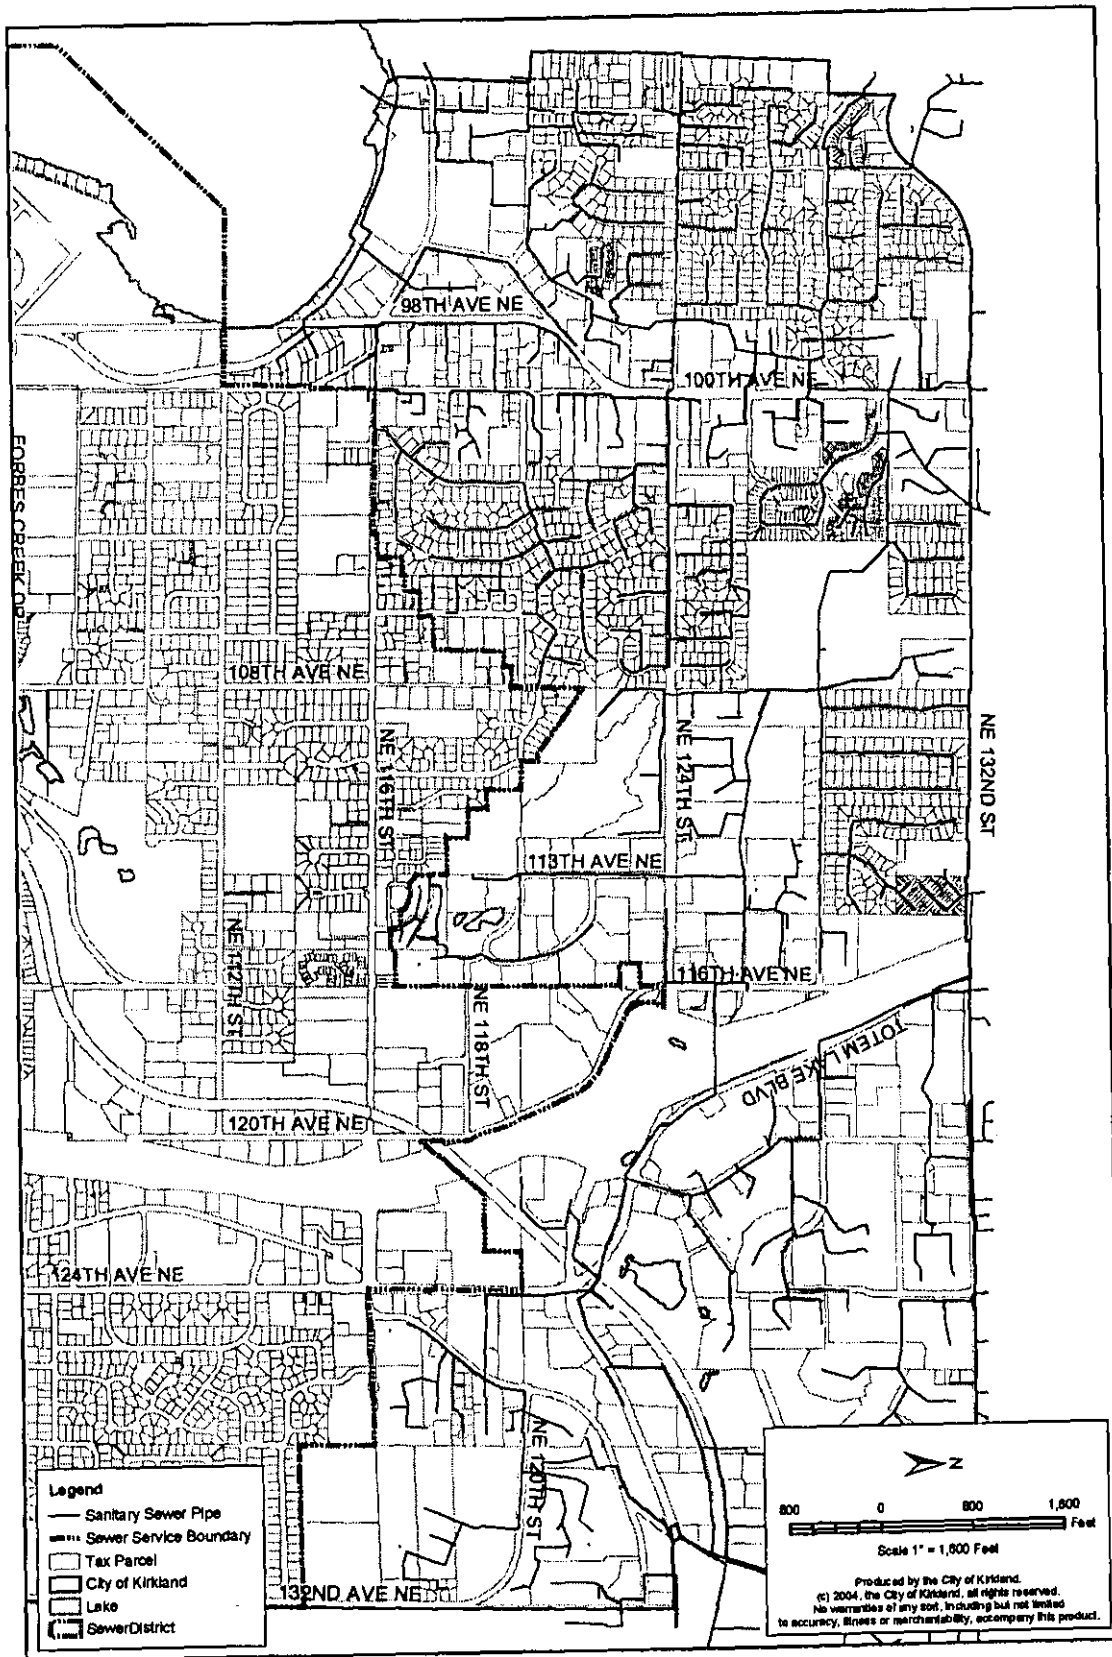 98TH AVE NE
100TH AVE NE
FORBES CREEK DR
108TH AVE NE
NE 116TH ST
NE 124TH ST
NE 132ND ST
113TH AVE NE
NE 112TH ST
116TH AVE NE
NE 118TH ST
TOTEM LAKE BLVD
120TH AVE NE
124TH AVE NE
NE 120TH ST
132ND AVE NE
Legend
Sanitary Sewer Pipe
Sewer Service Boundary
Tax Parcel
City of Kirkland
Lake
SewerDistrict
N
800 0 800 1,600
Feet
Scale 1" = 1,600 Feet
Produced by the City of Kirkland.
(c) 2004, the City of Kirkland, all rights reserved.
No warranties of any sort, including but not limited
to accuracy, fitness or merchantability, accompany this product.